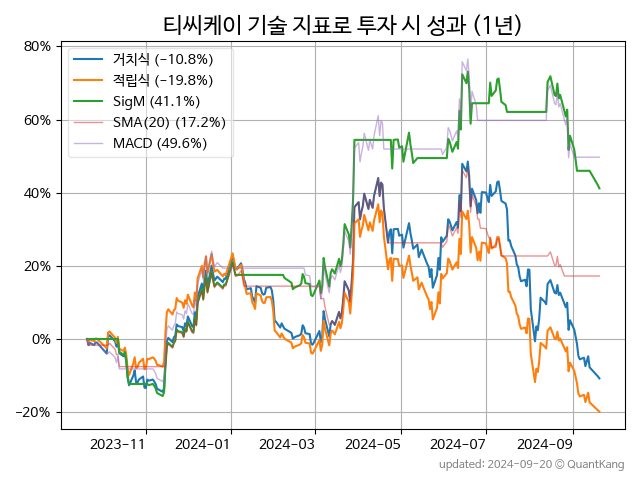 티씨케이 기술 지표로 투자 시 성과 (1년)
80%
60%
40%
20%
0%
−20%
거치식 (−10.8%)
적립식 (−19.8%)
SigM (41.1%)
SMA(20) (17.2%)
MACD (49.6%)
2023−11 2024−01 2024−03 2024−05 2024−07 2024−09
updated: 2024−09−20 © QuantKang